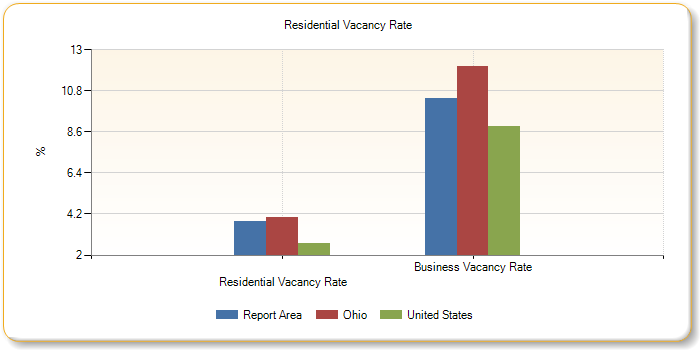 Residential Vacancy Rate
13
10.8
8.6
6.4
4.2
2
%
Business Vacancy Rate
Residential Vacancy Rate
Report Area Ohio United States